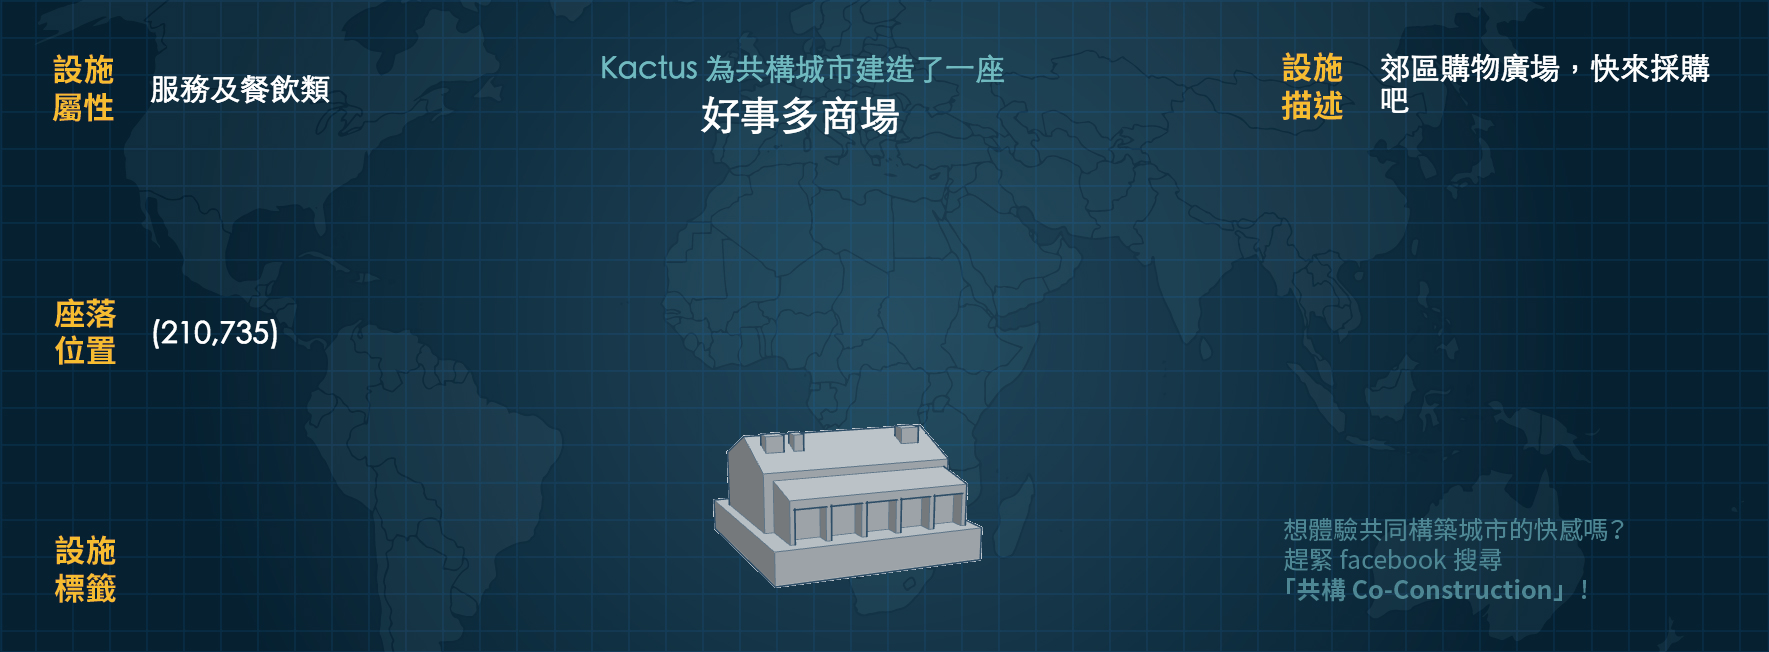 設施
屬性
服務及餐飲類
Kactus 為共構城市建造了一座
好事多商場
設施
描述
郊區購物廣場，快來採購
吧
座落
位置
(210,735)
設施
標籤
想體驗共同構築城市的快感嗎？
趕緊 facebook 搜尋
「共構 Co-Construction」！